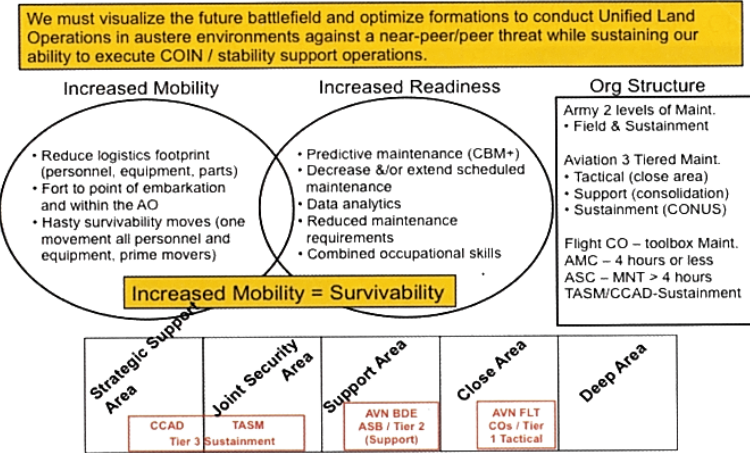 We must visualize the future battlefield and optimize formations to conduct Unified Land
Operations in austere environments against a near-peer/peer threat while sustaining our
ability to execute COIN / stability support operations.
Increased Mobility
• Reduce logistics footprint
(personnel, equipment, parts)
• Fort to point of embarkation
and within the AO
• Hasty survivability moves (one
movement all personnel and
equipment, prime movers)
Increased Readiness
• Predictive maintenance (CBM+)
• Decrease &/or extend scheduled
maintenance
• Data analytics
• Reduced maintenance
requirements
• Combined occupational skills
Org Structure
Army 2 levels of Maint.
• Field & Sustainment
Aviation 3 Tiered Maint.
• Tactical (close area)
• Support (consolidation)
• Sustainment (CONUS)
Flight CO – toolbox Maint.
AMC – 4 hours or less
ASC – MNT > 4 hours
TASM/CCAD-Sustainment
Increased Mobility = Survivability
Strategic Support
Area
Joint Security
Area
Support Area
Close Area
Deep Area
CCAD TASM
Tier 3 Sustainment
AVN BDE
ASB / Tier 2
(Support)
AVN FLT
COs / Tier
1 Tactical